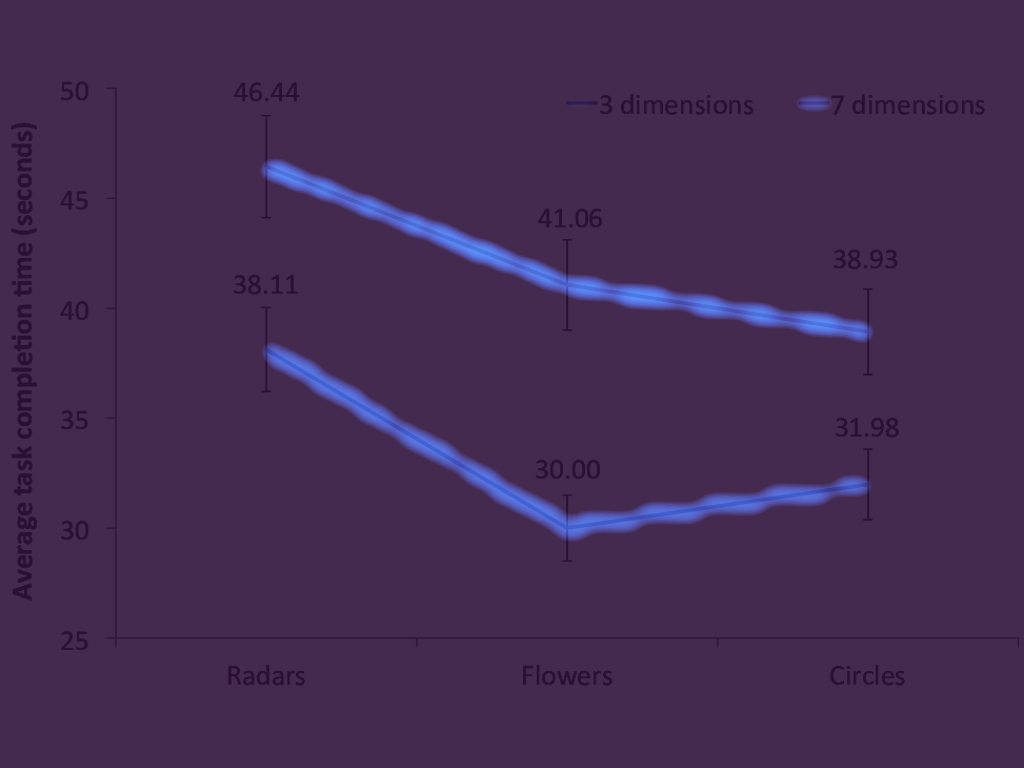 50
46.44
3 dimensions
7 dimensions
Average task completion time (seconds)
45
41.06
38.93
38.11
40
35
31.98
30.00
30
25
Radars
Flowers
Circles